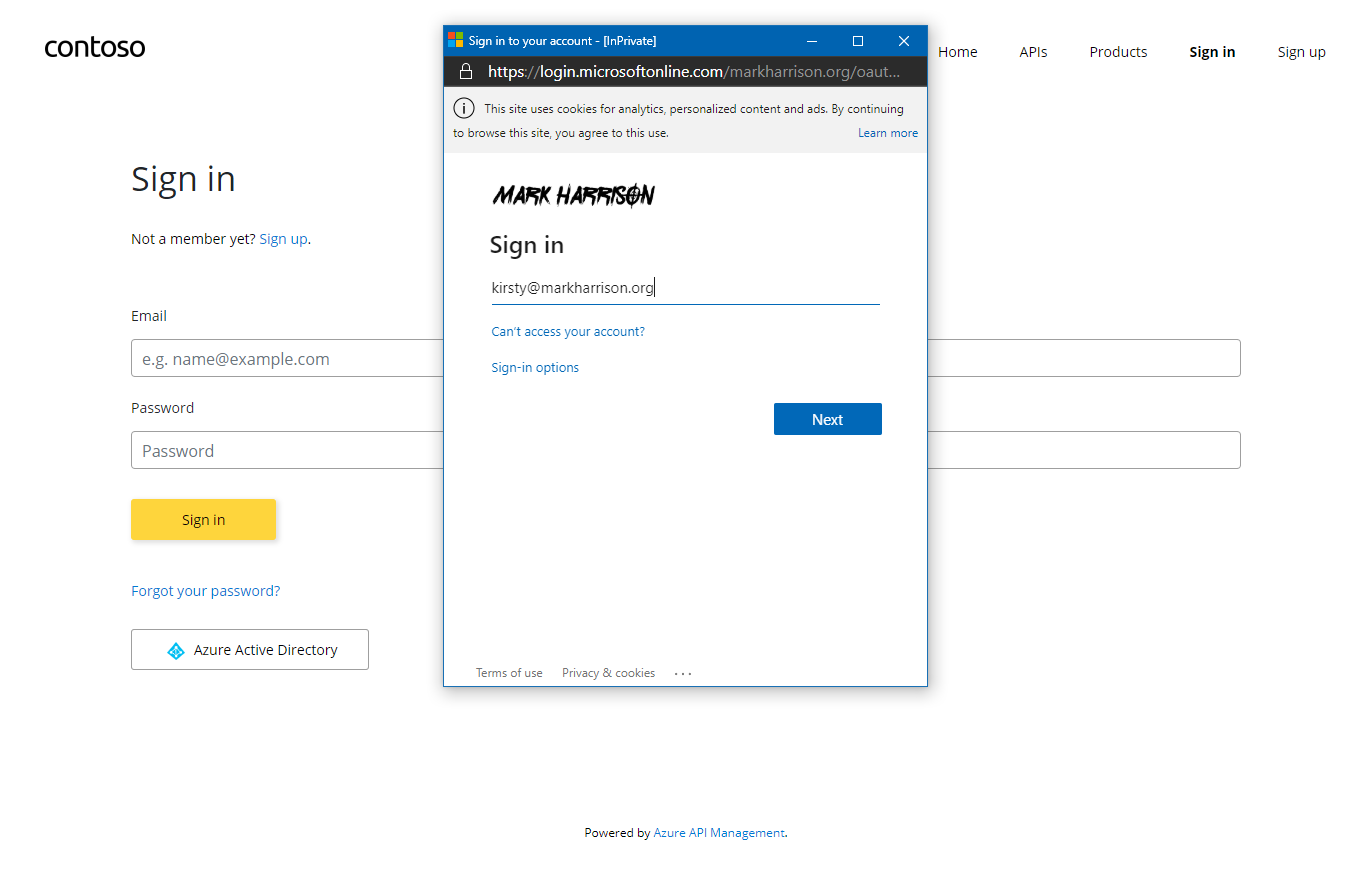 contoso
Home APIs Products Sign in Sign up
Sign in
Not a member yet? Sign up.
Email
e.g. name@example.com
Password
Password
Sign in
Forgot your password?
Azure Active Directory
Sign in to your account - [InPrivate]
https://login.microsoftonline.com/markharrison.org/oaut...
This site uses cookies for analytics, personalized content and ads. By continuing
to browse this site, you agree to this use. Learn more
MARK HARRISON
Sign in
kirsty@markharrison.org
Can't access your account?
Sign-in options
Next
Terms of use Privacy & cookies ...
Powered by Azure API Management.